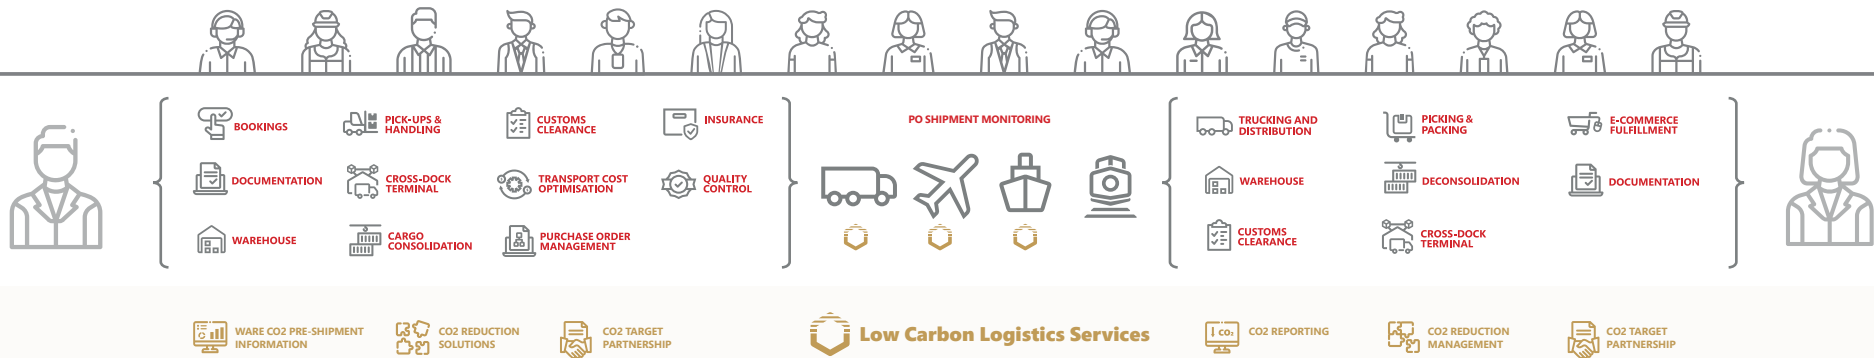 BOOKINGS
PICK-UPS &
HANDLING
CUSTOMS
CLEARANCE
INSURANCE
DOCUMENTATION
CROSS-DOCK
TERMINAL
TRANSPORT COST
OPTIMISATION
QUALITY
CONTROL
WAREHOUSE
CARGO
CONSOLIDATION
PURCHASE ORDER
MANAGEMENT
PO SHIPMENT MONITORING
TRUCKING AND
DISTRIBUTION
PICKING &
PACKING
E-COMMERCE
FULFILLMENT
WAREHOUSE
DECONSOLIDATION
DOCUMENTATION
CUSTOMS
CLEARANCE
CROSS-DOCK
TERMINAL
WARE CO2 PRE-SHIPMENT
INFORMATION
CO2 REDUCTION
SOLUTIONS
CO2 TARGET
PARTNERSHIP
Low Carbon Logistics Services
CO₂
CO2 REPORTING
CO2 REDUCTION
MANAGEMENT
CO2 TARGET
PARTNERSHIP